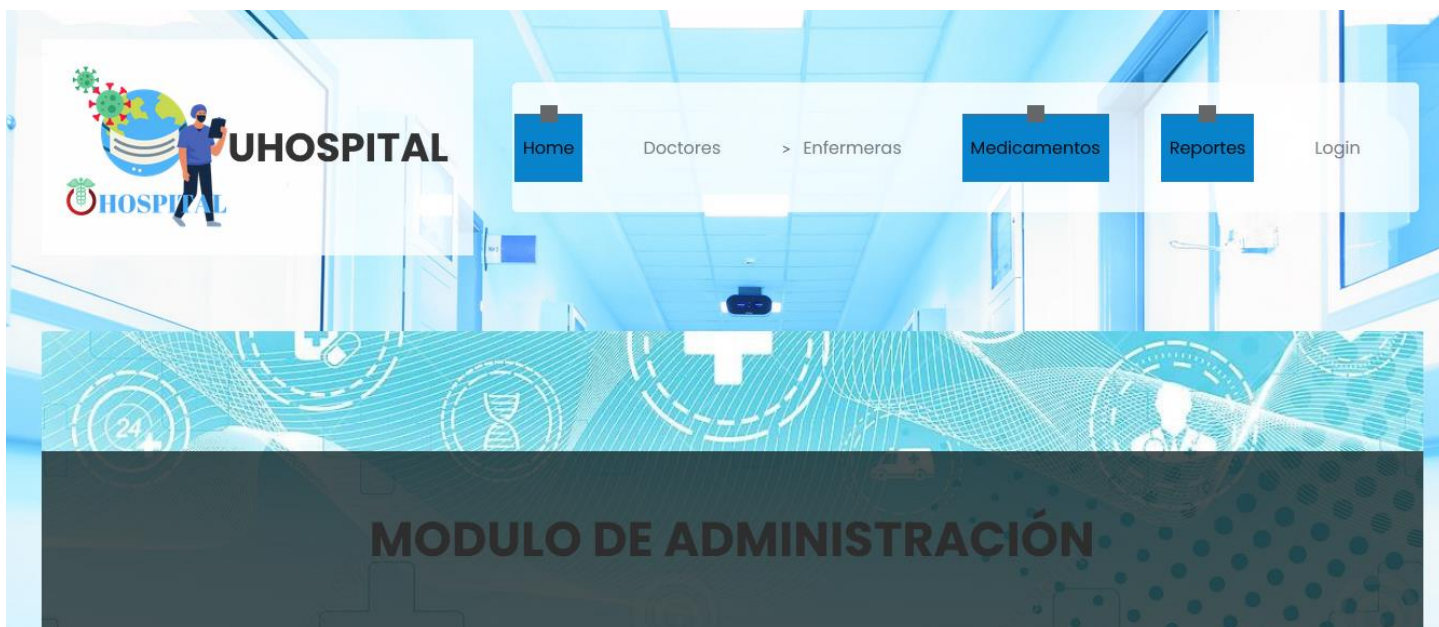 UHOSPITAL
HOSPITAL
Home Doctores > Enfermeras Medicamentos Reportes Login
24
MODULO DE ADMINISTRACIÓN